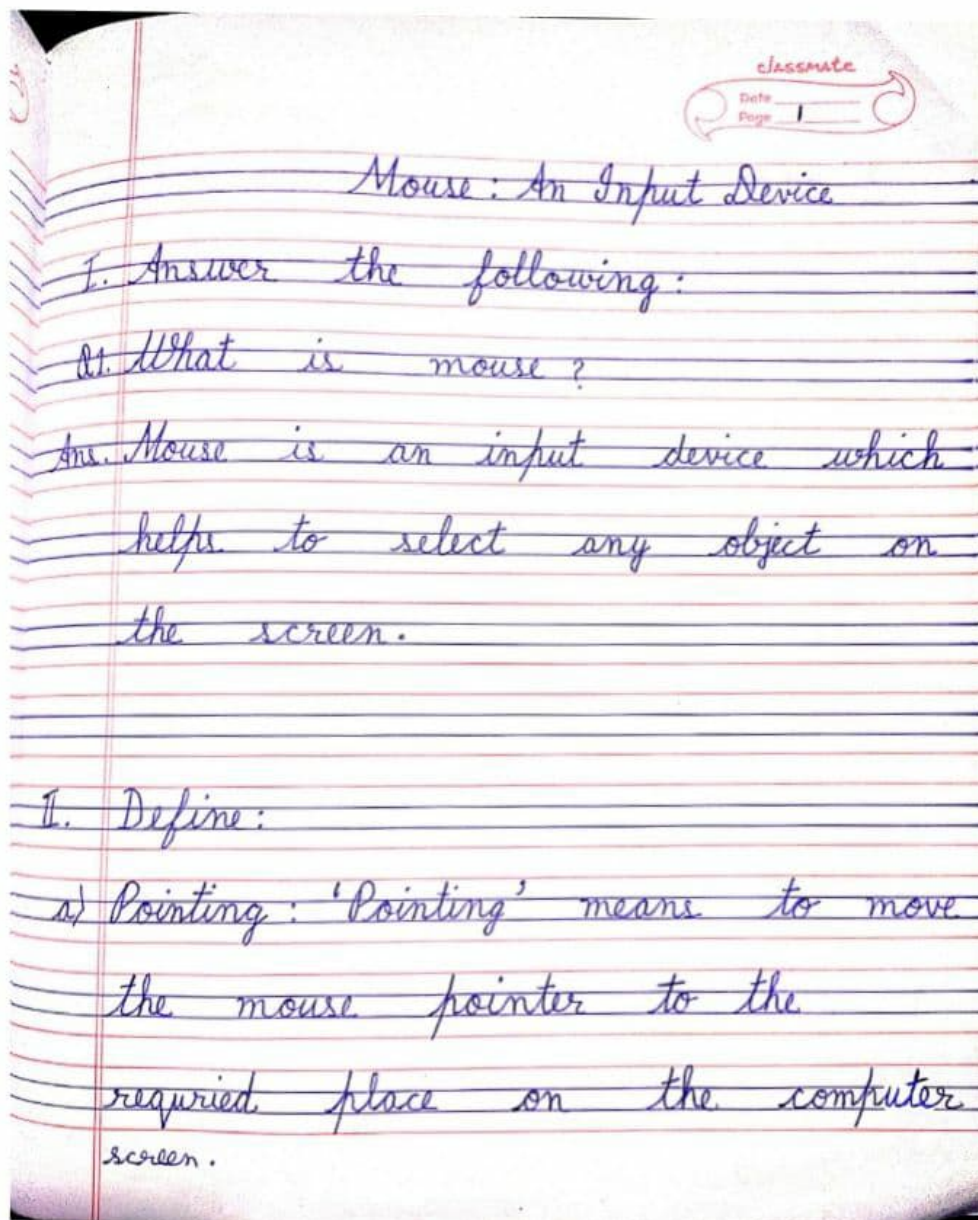 classmate
Date
Page 1
Mouse : An Input Device
I. Answer the following :
Q1. What is mouse ?
Ans. Mouse is an input device which
helps to select any object on
the screen.
II. Define :
a) Pointing : 'Pointing' means to move
the mouse pointer to the
requried place on the computer
screen.